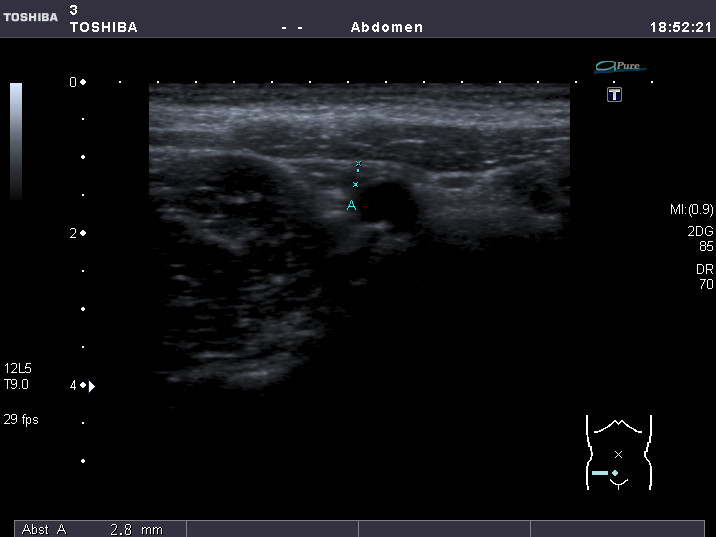 TOSHIBA
3
TOSHIBA - - Abdomen 18:52:21
0
Pure
T
A
MI:(0.9)
2
2DG
85
DR
70
12L5
T9.0
4
29 fps
Abst A 2.8 mm